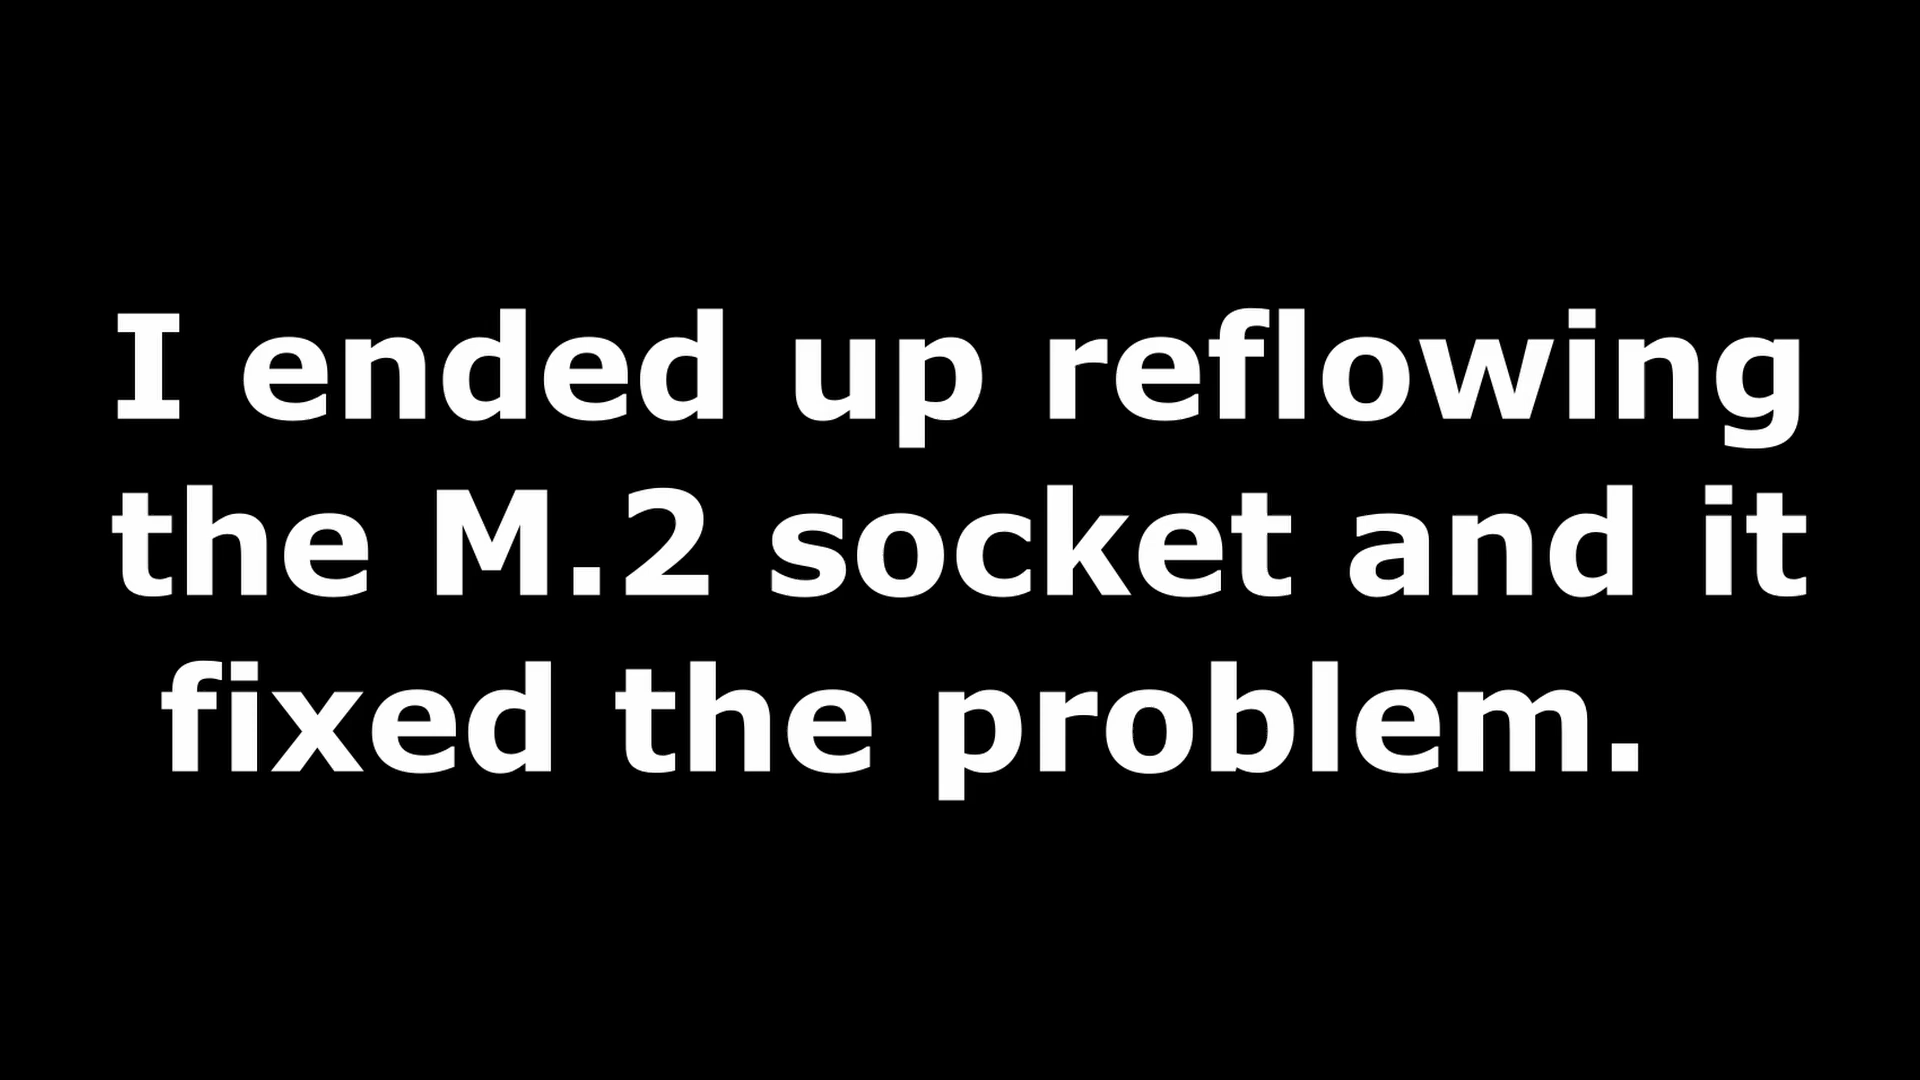 I ended up reflowing
the M.2 socket and it
fixed the problem.